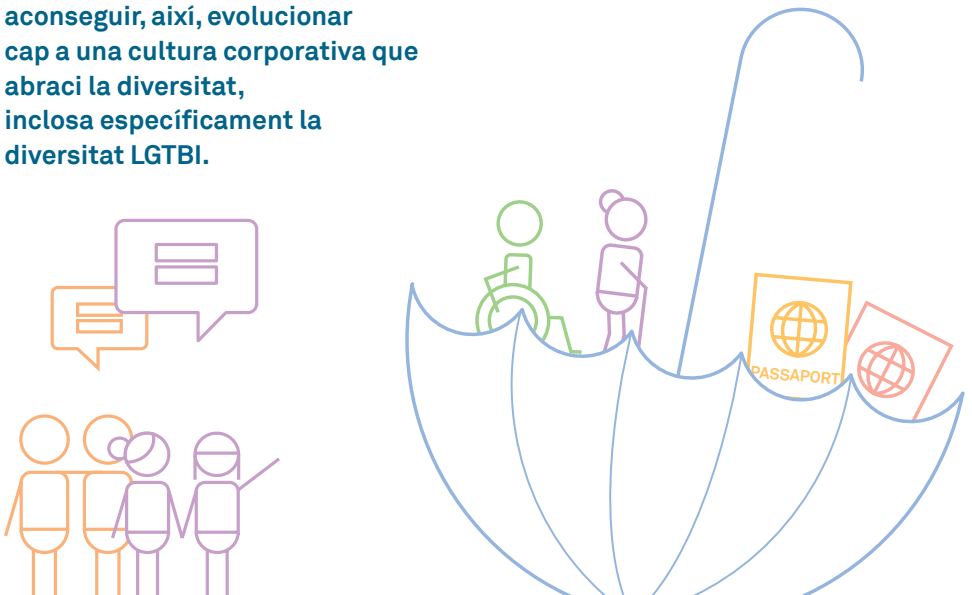 aconseguir, així, evolucionar
cap a una cultura corporativa que
abraci la diversitat,
inclosa específicament la
diversitat LGTBI.
PASSAPORT